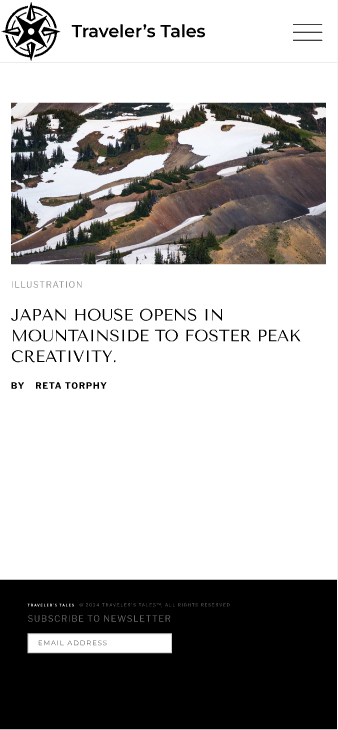 Traveler's Tales
ILLUSTRATION
JAPAN HOUSE OPENS IN
MOUNTAINSIDE TO FOSTER PEAK
CREATIVITY.
BY RETA TORPHY
TRAVELER'S TALES © 2024 TRAVELER'S TALES™. ALL RIGHTS RESERVED
SUBSCRIBE TO NEWSLETTER
EMAIL ADDRESS